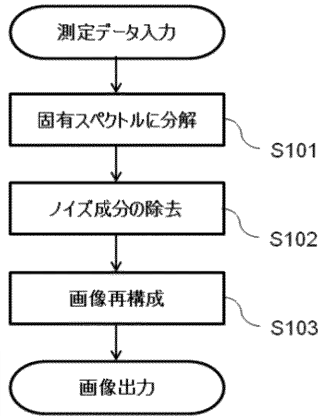 測定データ入力
固有スペクトルに分解
S101
ノイズ成分の除去
S102
画像再構成
S103
画像出力